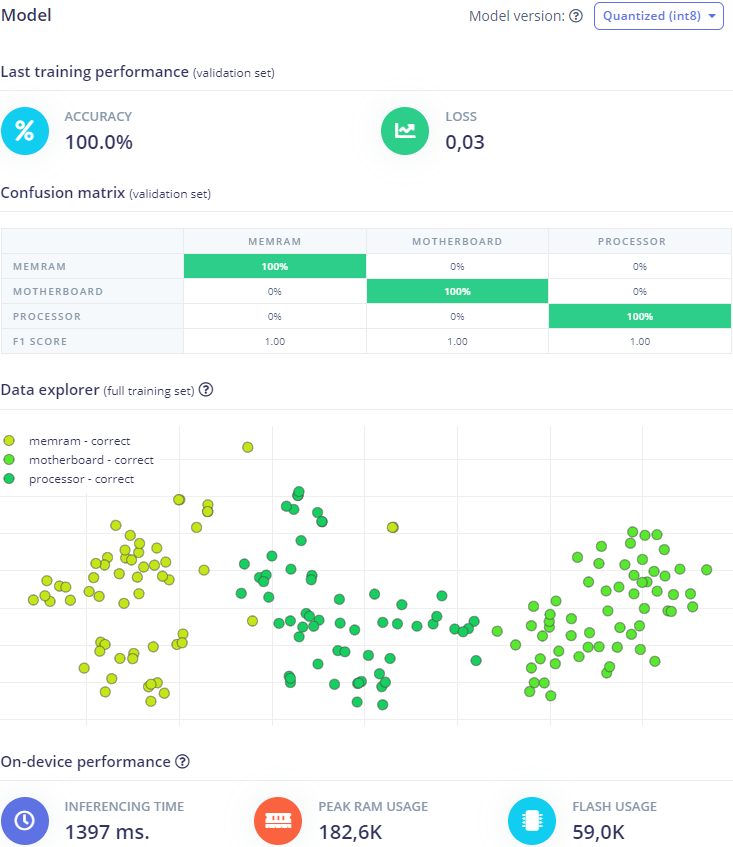 Model
Model version: Quantized (int8)
Last training performance (validation set)
ACCURACY
100.0%
LOSS
0,03
Confusion matrix (validation set)
MEMRAM MOTHERBOARD PROCESSOR
MEMRAM 100% 0% 0%
MOTHERBOARD 0% 100% 0%
PROCESSOR 0% 0% 100%
F1 SCORE 1.00 1.00 1.00
Data explorer (full training set)
memram - correct
motherboard - correct
processor - correct
On-device performance
INFERENCING TIME
1397 ms.
PEAK RAM USAGE
182,6K
FLASH USAGE
59,0K